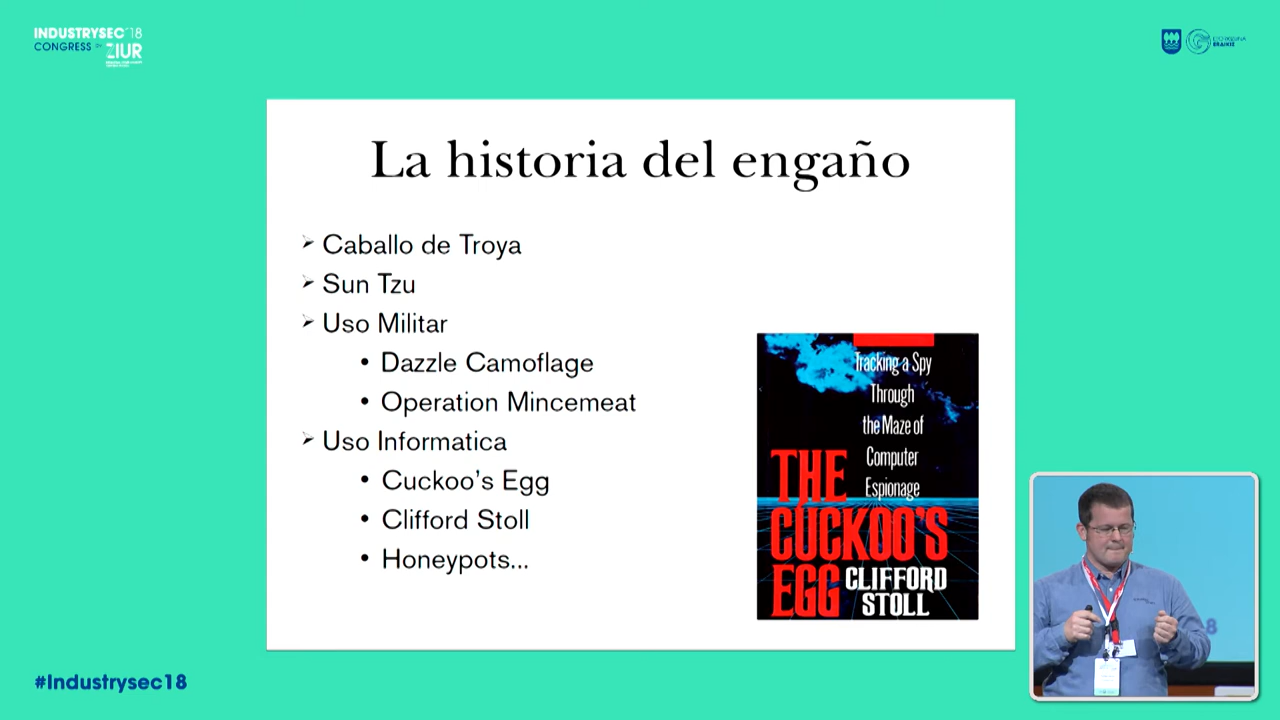 INDUSTRYSEC'18
CONGRESS BY ZIUR
La historia del engaño
➢ Caballo de Troya
➢ Sun Tzu
➢ Uso Militar
• Dazzle Camoflage
• Operation Mincemeat
➢ Uso Informatica
• Cuckoo's Egg
• Clifford Stoll
• Honeypots...
Tracking a Spy
Through
the Maze of
Computer
Espionage
THE
CUCKOO'S
EGG
CLIFFORD
STOLL
8
#Industrysec18